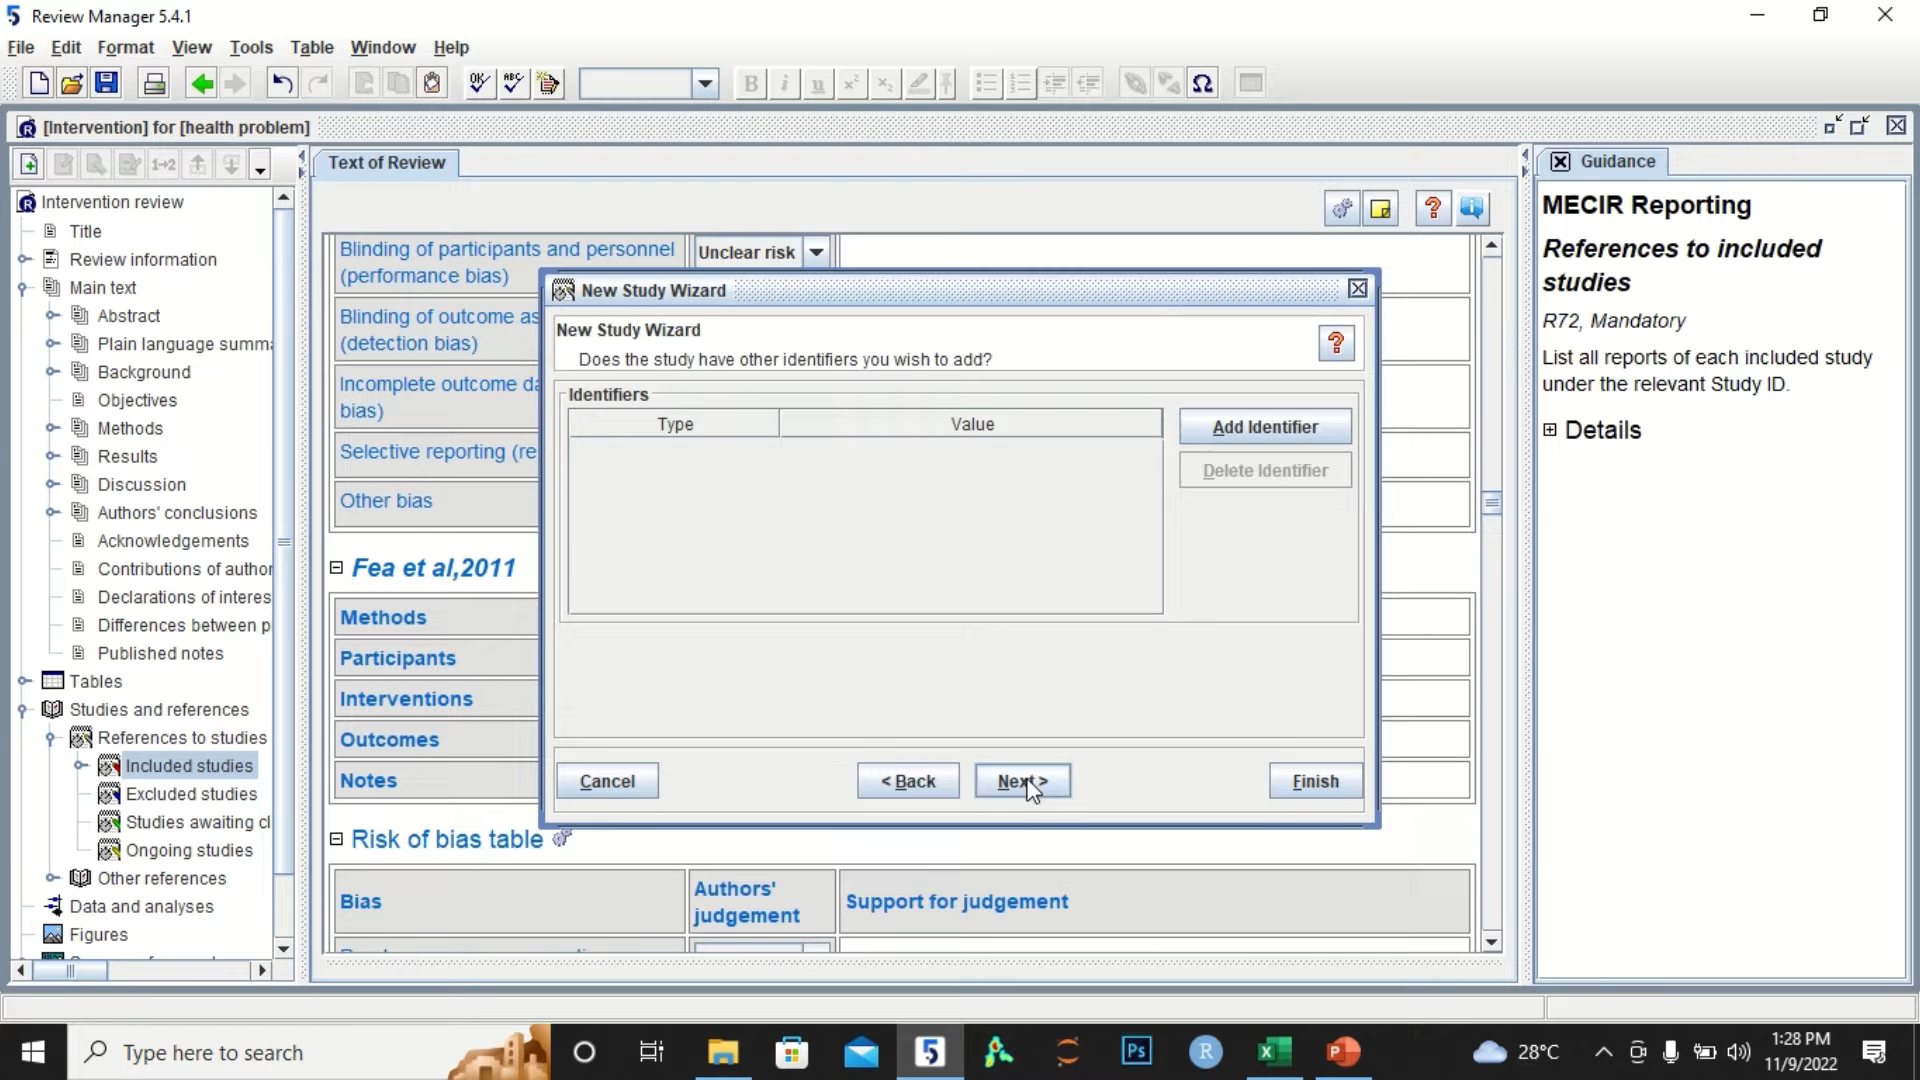 Review Manager 5.4.1
File Edit Format View Tools Table Window Help
[Intervention] for [health problem]
Intervention review
Title
Review information
Main text
Abstract
Plain language summ
Background
Objectives
Methods
Results
Discussion
Authors' conclusions
Acknowledgements
Contributions of author
Declarations of interes
Differences between p
Published notes
Tables
Studies and references
References to studies
Included studies
Excluded studies
Studies awaiting cl
Ongoing studies
Other references
Data and analyses
Figures
Text of Review
Blinding of participants and personnel
(performance bias)
Unclear risk
Blinding of outcome as
(detection bias)
Incomplete outcome da
bias)
Selective reporting (re
Other bias
Fea et al,2011
Methods
Participants
Interventions
Outcomes
Notes
Risk of bias table
Bias
Authors'
judgement
Support for judgement
New Study Wizard
New Study Wizard
Does the study have other identifiers you wish to add?
Identifiers
Type Value
Add Identifier
Delete Identifier
Cancel
< Back
Next >
Finish
Guidance
MECIR Reporting
References to included
studies
R72, Mandatory
List all reports of each included study
under the relevant Study ID.
Details
Type here to search
28°C
1:28 PM
11/9/2022